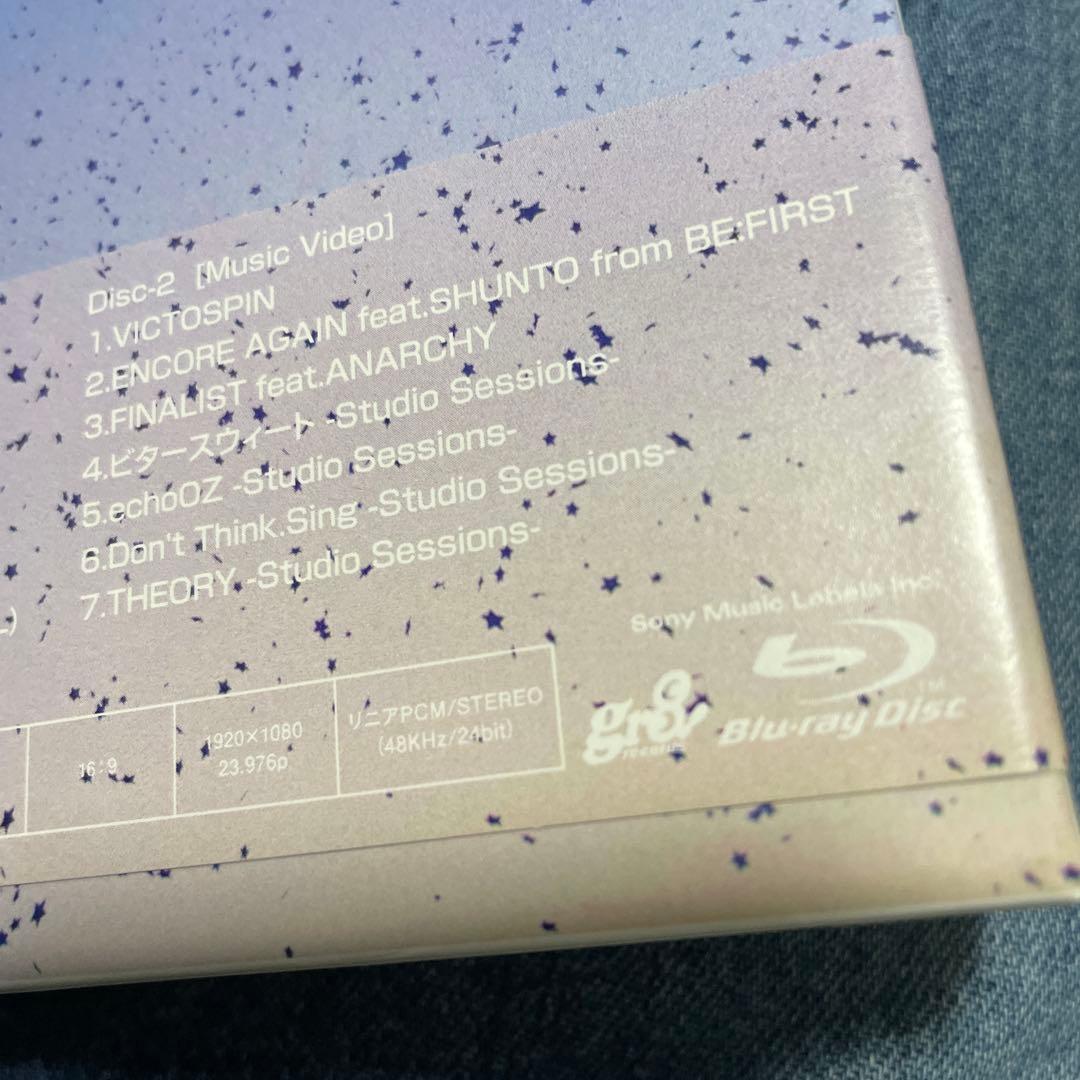 Disc-2 [Music Video]
1.VICTOSPIN
2.ENCORE AGAIN feat.SHUNTO from BE:FIRST
3.FINALIST feat.ANARCHY
4.ビタースウィート -Studio Sessions-
5.echoOZ -Studio Sessions-
6.Don't Think.Sing -Studio Sessions-
7.THEORY -Studio Sessions-
L)
Sony Music Labels Inc.
16:9
1920×1080
23.976p
リニアPCM/STEREO
(48KHz/24bit)
gr8!
records
Blu-ray Disc™